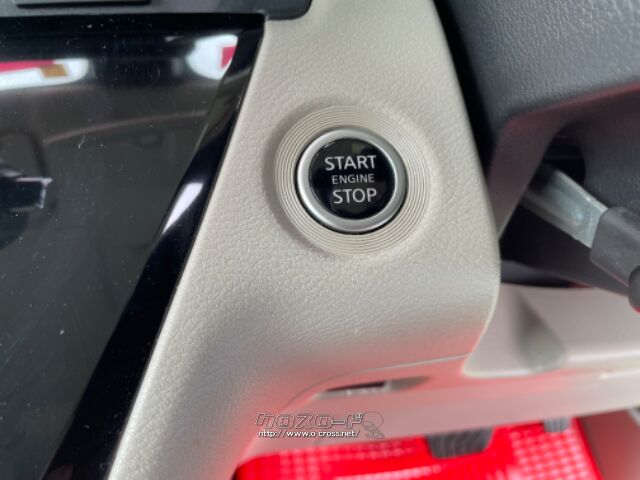 START
ENGINE
STOP
クロスロード
http://www.o-cross.net/